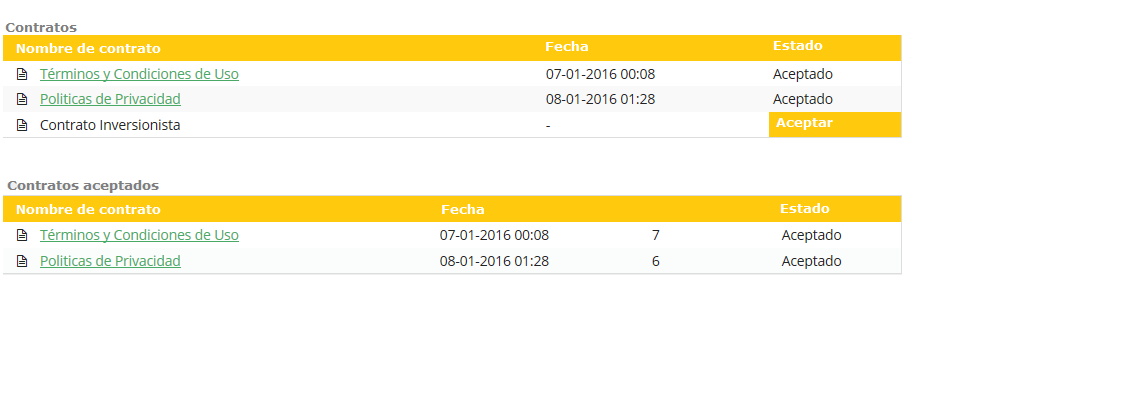 Contratos
Nombre de contrato Fecha Estado
Términos y Condiciones de Uso 07-01-2016 00:08 Aceptado
Politicas de Privacidad 08-01-2016 01:28 Aceptado
Contrato Inversionista - Aceptar
Contratos aceptados
Nombre de contrato Fecha Estado
Términos y Condiciones de Uso 07-01-2016 00:08 7 Aceptado
Politicas de Privacidad 08-01-2016 01:28 6 Aceptado